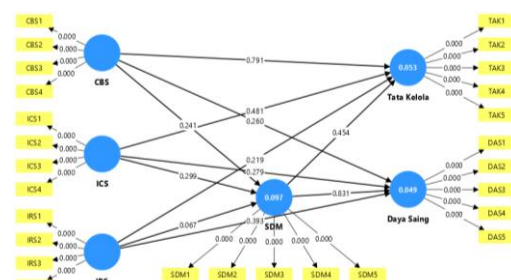 CBS1
CBS2
CBS3
CBS4
0.000
0.000
0.000
0.000
CBS
ICS1
ICS2
ICS3
ICS4
0.000
0.000
0.000
0.000
ICS
IRS1
IRS2
IRS3
0.000
0.000
0.000
0.791
0.481
0.260
0.241
0.219
0.279
0.299
0.454
0.067
0.831
0.393
0.097
SDM
0.000
0.000
0.000
0.000
0.000
SDM1
SDM2
SDM3
SDM4
SDM5
0.053
Tata Kelola
0.000
0.000
0.000
0.000
0.000
TAK1
TAK2
TAK3
TAK4
TAK5
0.049
Daya Saing
0.000
0.000
0.000
0.000
0.000
DAS1
DAS2
DAS3
DAS4
DAS5